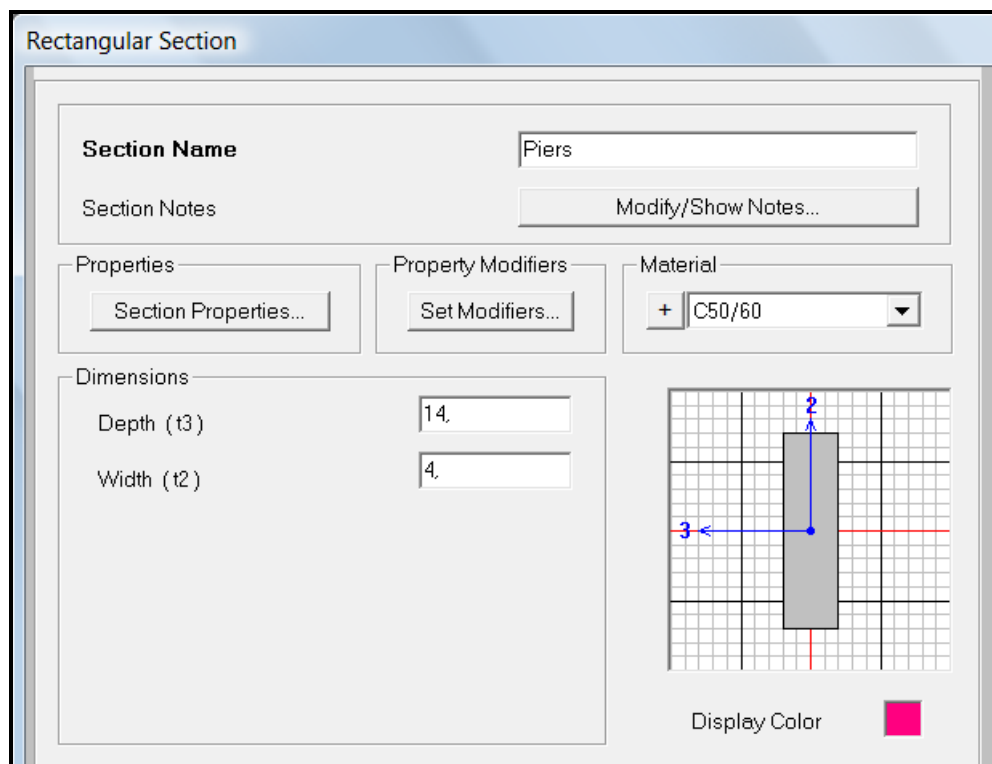 Rectangular Section
Section Name
Piers
Section Notes
Modify/Show Notes...
Properties
Section Properties...
Property Modifiers
Set Modifiers...
Material
+
C50/60
Dimensions
Depth ( t3 )
14,
Width ( t2 )
4,
2
3
Display Color